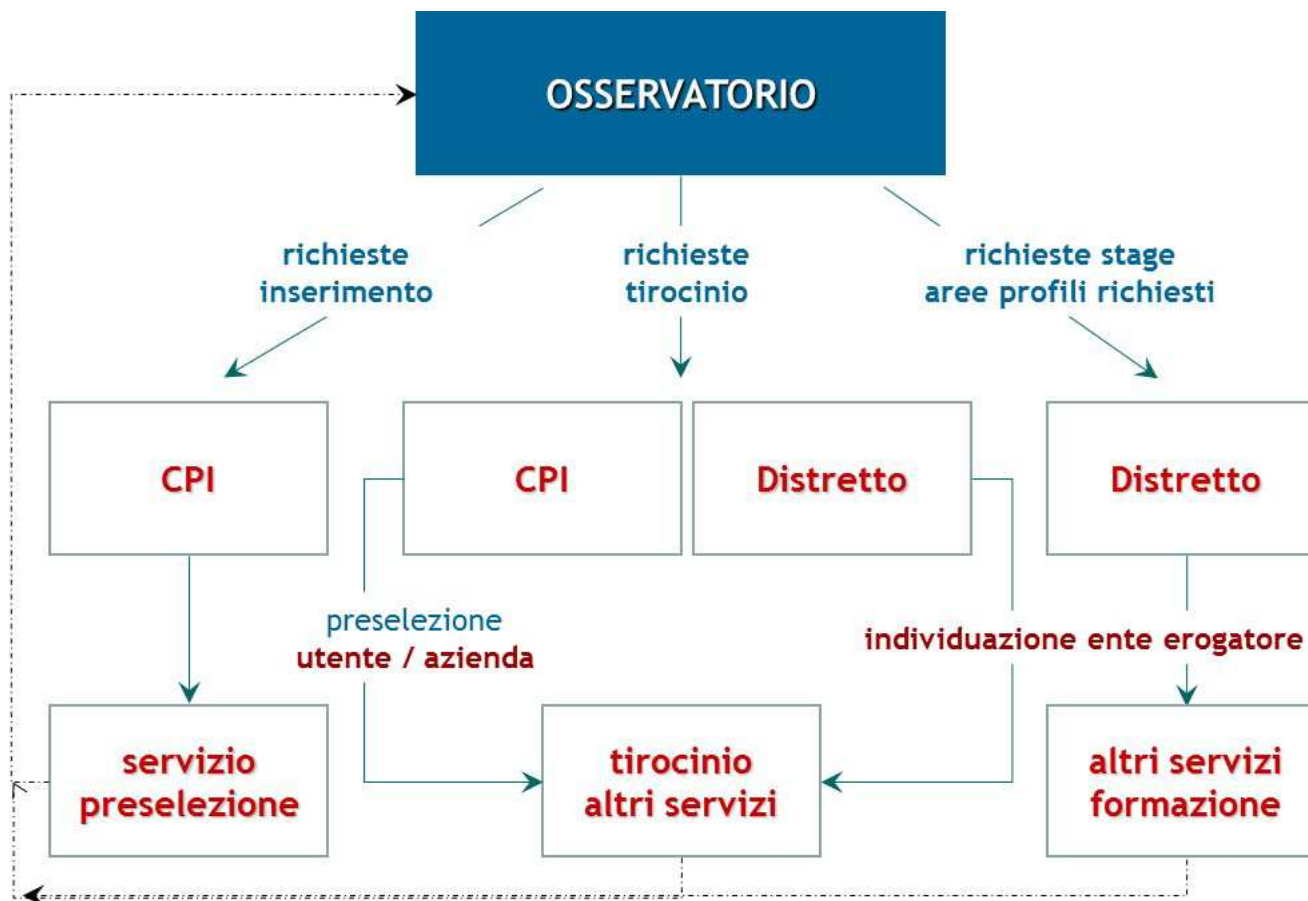 OSSERVATORIO
richieste
inserimento
richieste
tirocinio
richieste stage
aree profili richiesti
CPI
CPI
Distretto
Distretto
preselezione
utente / azienda
individuazione ente erogatore
servizio
preselezione
tirocinio
altri servizi
altri servizi
formazione